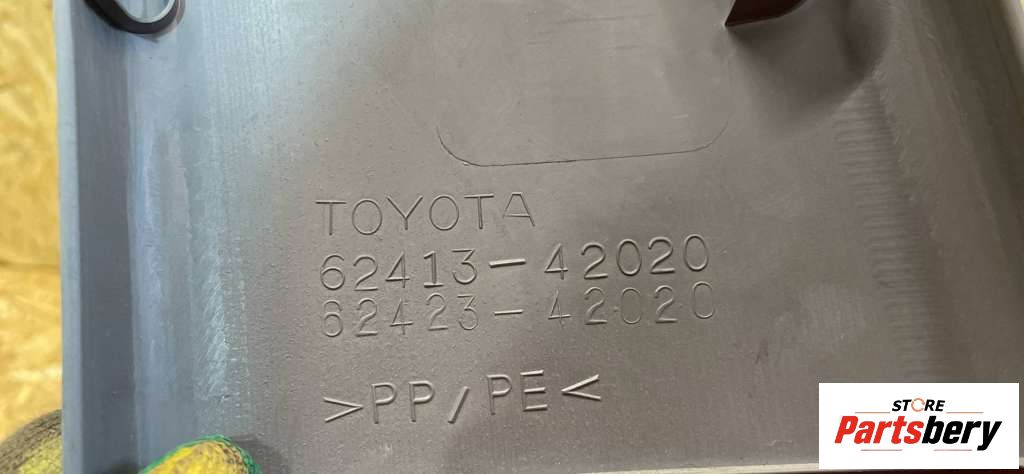 TOYOTA
62413-42020
62423-42020
>PP/PE<
STORE
Partsbery